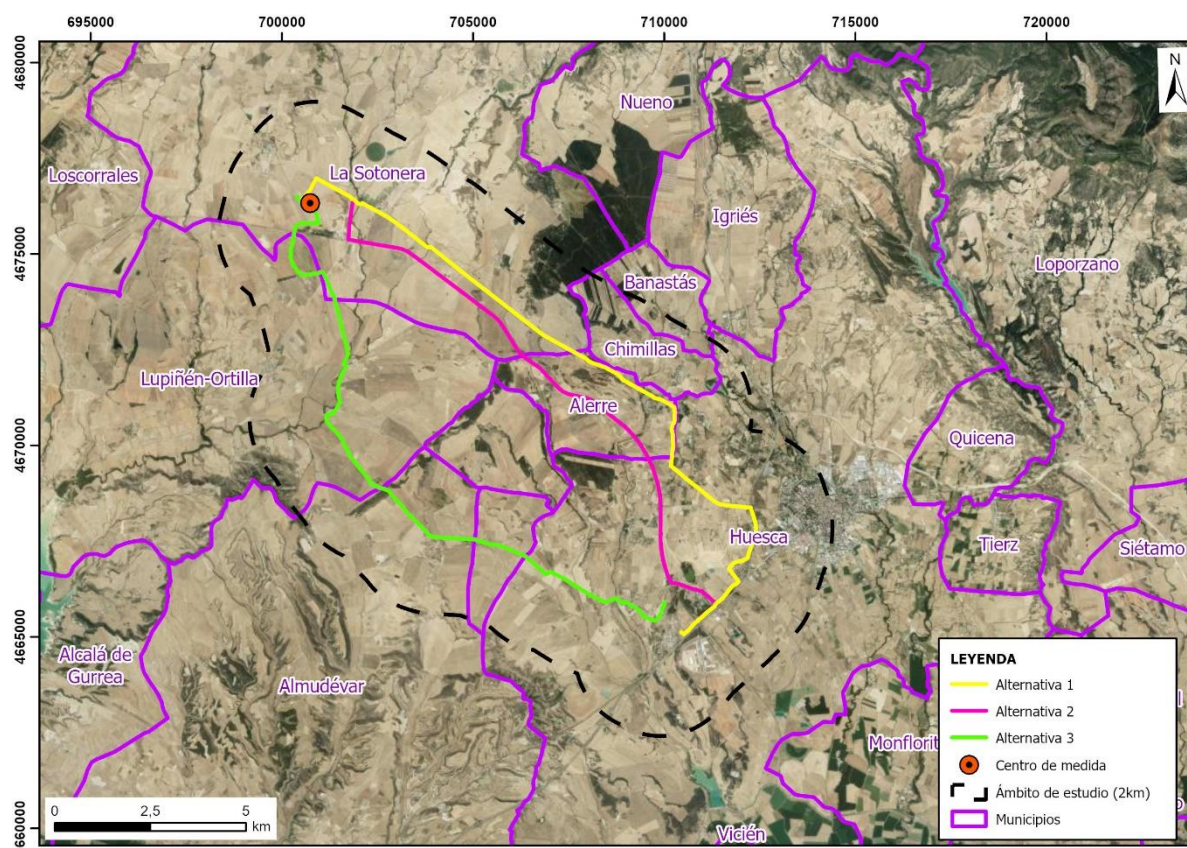 695000
700000
705000
710000
715000
720000
4680000
4675000
4670000
4665000
4660000
N
Nueno
Loscorrales
La Sotonera
Igriés
Loporzano
Banastás
Chimillas
Lupiñén-Ortilla
Alerre
Quicena
Huesca
Tierz
Siétamo
Alcalá de
Gurrea
Almudévar
Monflorit
Vicién
LEYENDA
Alternativa 1
Alternativa 2
Alternativa 3
Centro de medida
Ámbito de estudio (2km)
Municipios
0
2,5
5
km